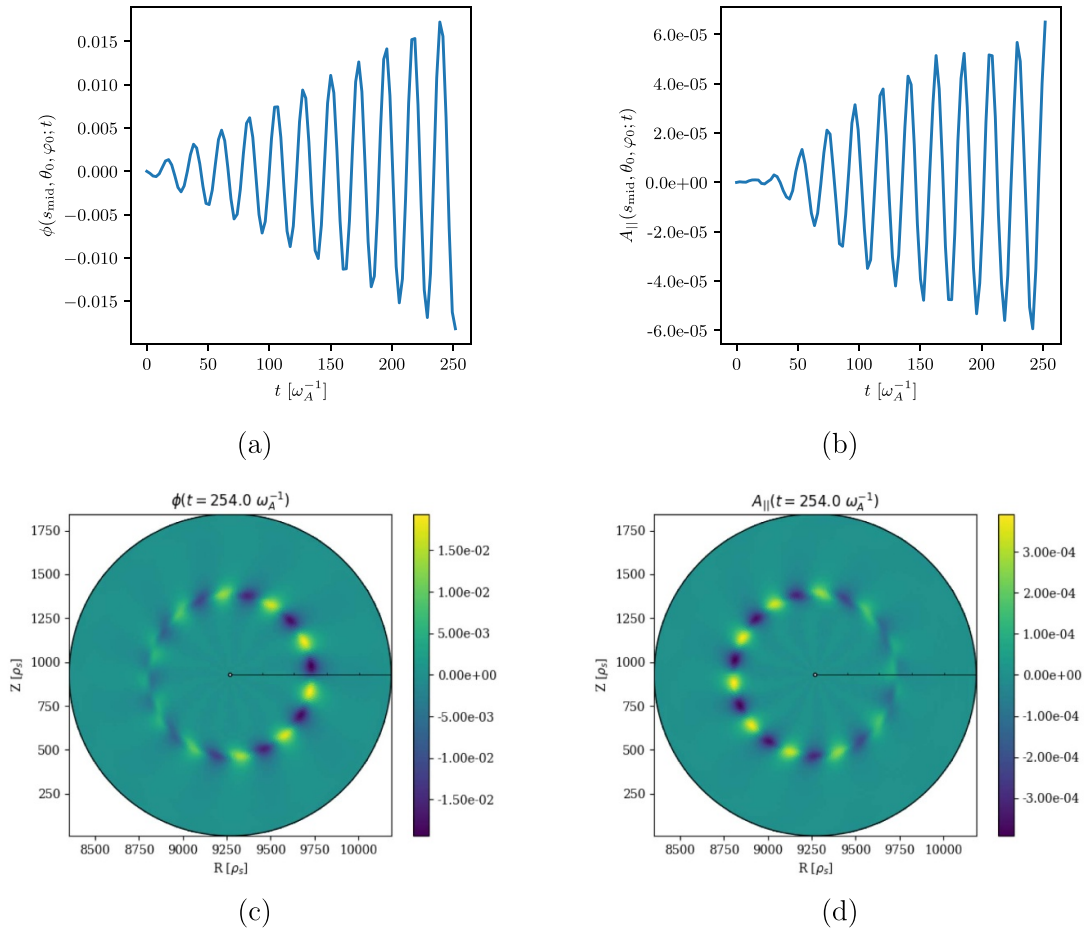 0.015
0.010
0.005
0.000
−0.005
−0.010
−0.015
ϕ(s_mid, θ_0, φ_0; t)
0 50 100 150 200 250
t [ω_A^{-1}]
(a)
6.0e-05
4.0e-05
2.0e-05
0.0e+00
-2.0e-05
-4.0e-05
-6.0e-05
A_||(s_mid, θ_0, φ_0; t)
0 50 100 150 200 250
t [ω_A^{-1}]
(b)
ϕ(t = 254.0 ω_A^{-1})
1750
1500
1250
1000
750
500
250
Z [ρ_s]
8500 8750 9000 9250 9500 9750 10000
R [ρ_s]
1.50e-02
1.00e-02
5.00e-03
0.00e+00
-5.00e-03
-1.00e-02
-1.50e-02
(c)
A_||(t = 254.0 ω_A^{-1})
1750
1500
1250
1000
750
500
250
Z [ρ_s]
8500 8750 9000 9250 9500 9750 10000
R [ρ_s]
3.00e-04
2.00e-04
1.00e-04
0.00e+00
-1.00e-04
-2.00e-04
-3.00e-04
(d)